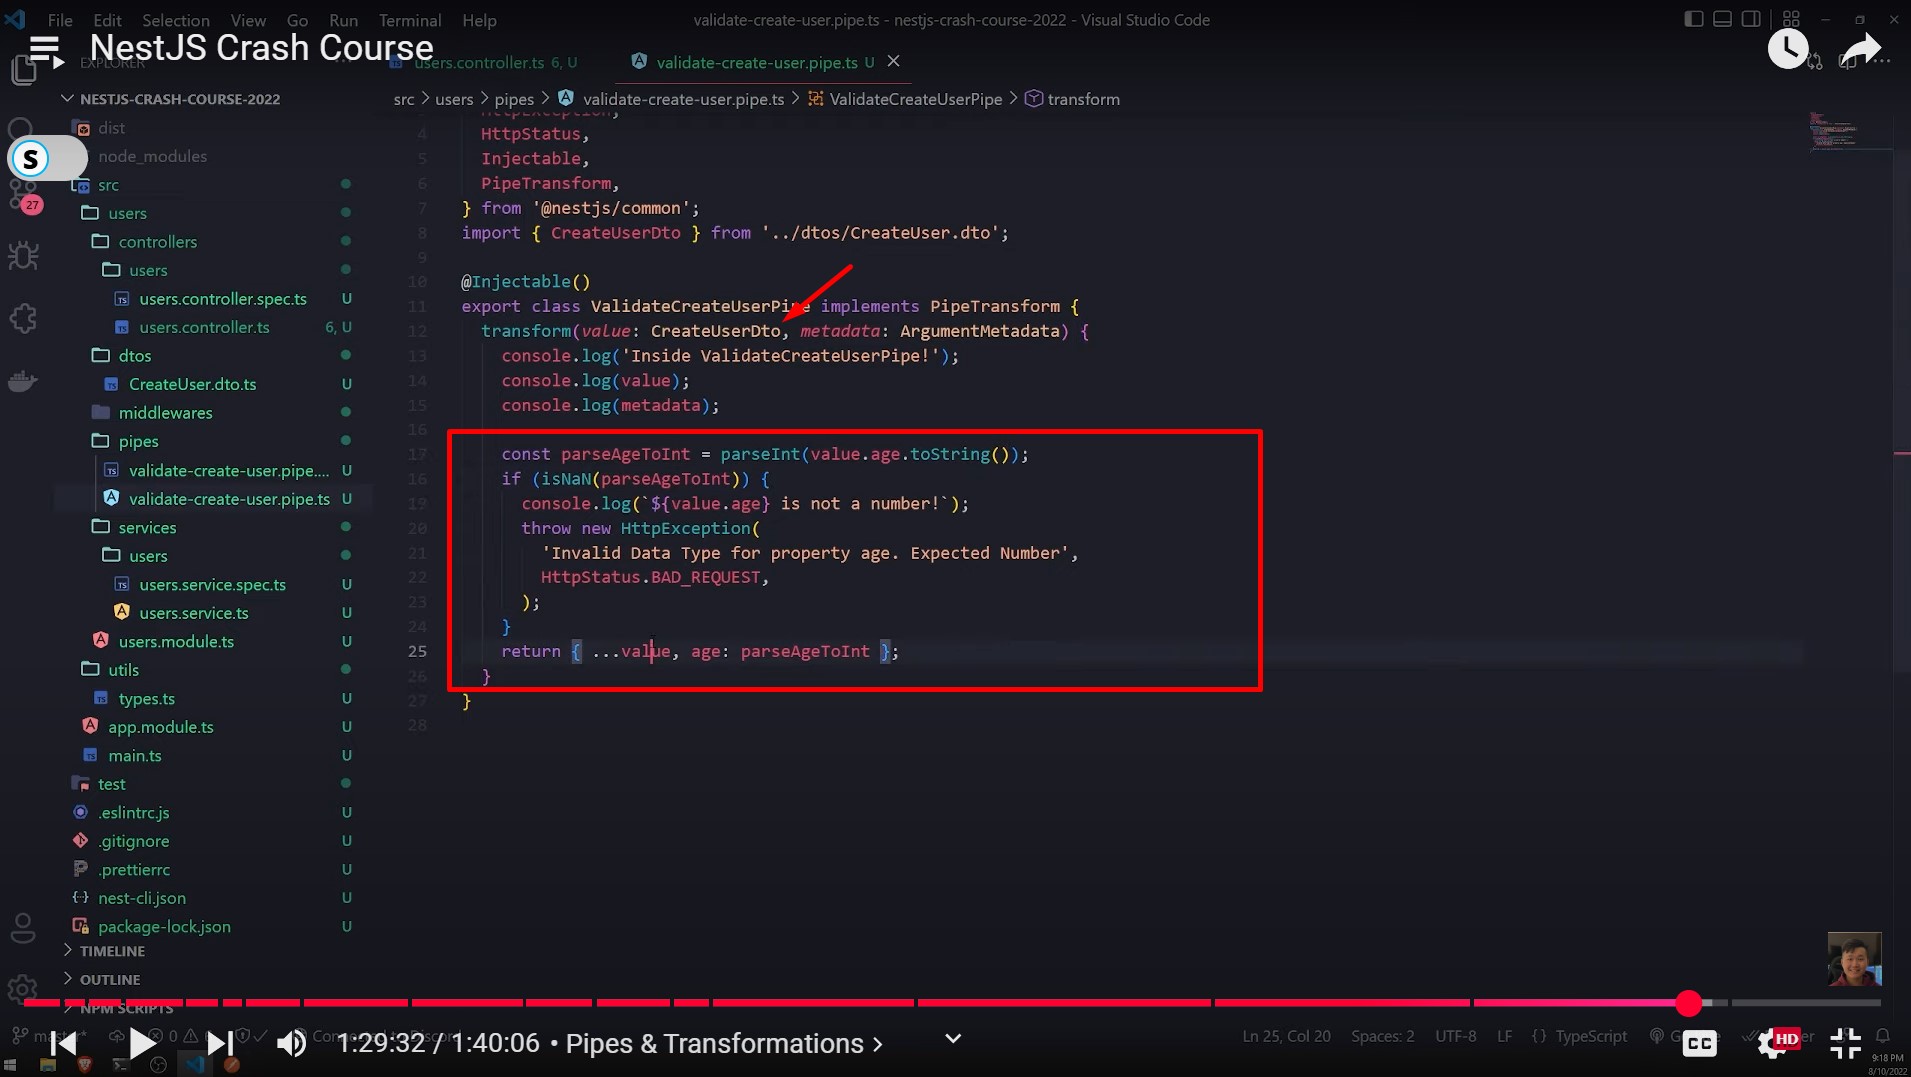 File Edit Selection View Go Run Terminal Help
validate-create-user.pipe.ts - nestjs-crash-course-2022 - Visual Studio Code
NestJS Crash Course
EXPLORER
users.controller.ts 6, U
validate-create-user.pipe.ts U
NESTJS-CRASH-COURSE-2022
src > users > pipes > validate-create-user.pipe.ts > ValidateCreateUserPipe > transform
dist
node_modules
S
src
27
users
controllers
users
users.controller.spec.ts U
users.controller.ts 6, U
dtos
CreateUser.dto.ts U
middlewares
pipes
validate-create-user.pipe.... U
validate-create-user.pipe.ts U
services
users
users.service.spec.ts U
users.service.ts U
users.module.ts U
utils
types.ts U
app.module.ts U
main.ts U
test
.eslintrc.js U
.gitignore U
.prettierrc U
nest-cli.json U
package-lock.json U
TIMELINE
OUTLINE
NPM SCRIPTS
HttpException,
4 HttpStatus,
5 Injectable,
6 PipeTransform,
7 } from '@nestjs/common';
8 import { CreateUserDto } from '../dtos/CreateUser.dto';
9
10 @Injectable()
11 export class ValidateCreateUserPipe implements PipeTransform {
12 transform(value: CreateUserDto, metadata: ArgumentMetadata) {
13 console.log('Inside ValidateCreateUserPipe!');
14 console.log(value);
15 console.log(metadata);
16
17 const parseAgeToInt = parseInt(value.age.toString());
18 if (isNaN(parseAgeToInt)) {
19 console.log(`${value.age} is not a number!`);
20 throw new HttpException(
21 'Invalid Data Type for property age. Expected Number',
22 HttpStatus.BAD_REQUEST,
23 );
24 }
25 return { ...value, age: parseAgeToInt };
26 }
27 }
28
1:29:32 / 1:40:06 • Pipes & Transformations >
Ln 25, Col 20 Spaces: 2 UTF-8 LF {} TypeScript
CC
HD
9:18 PM
8/10/2022